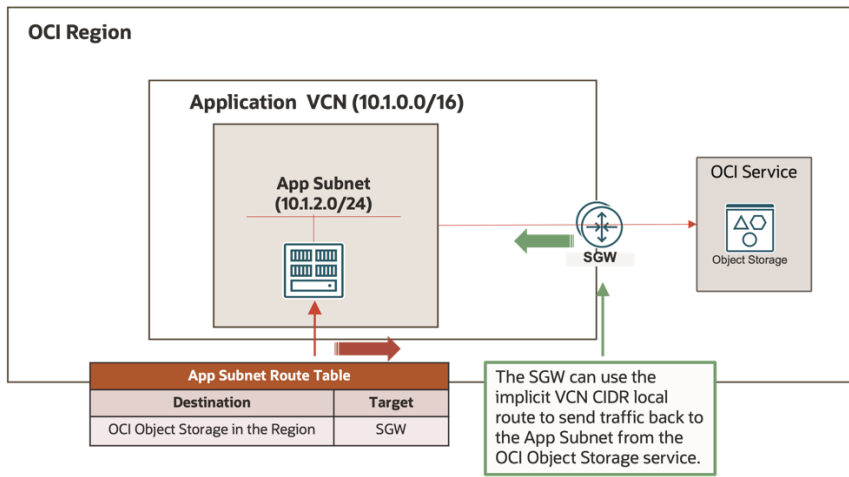 OCI Region
Application VCN (10.1.0.0/16)
App Subnet
(10.1.2.0/24)
OCI Service
Object Storage
SGW
App Subnet Route Table
Destination Target
OCI Object Storage in the Region SGW
The SGW can use the
implicit VCN CIDR local
route to send traffic back to
the App Subnet from the
OCI Object Storage service.